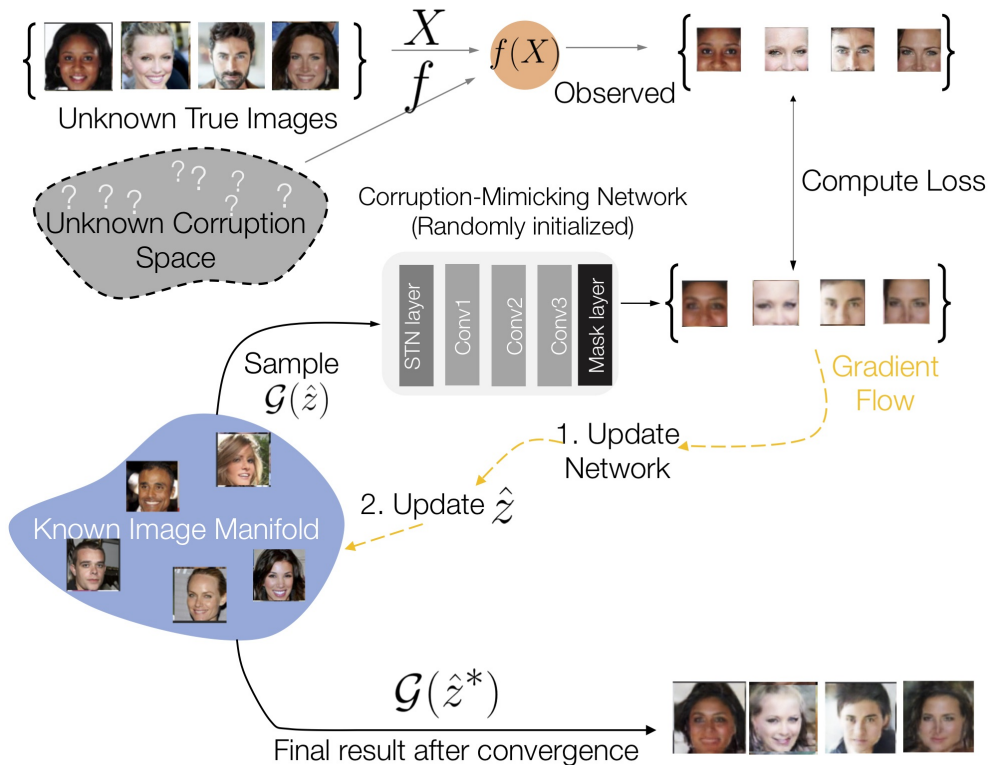 X
f
f(X)
Observed
Unknown True Images
? ? ? ? ? ? ? ?
Unknown Corruption
Space
Compute Loss
Corruption-Mimicking Network
(Randomly initialized)
STN layer
Conv1
Conv2
Conv3
Mask layer
Sample
𝒢(ẑ)
Gradient
Flow
1. Update
Network
2. Update ẑ
Known Image Manifold
𝒢(ẑ*)
Final result after convergence